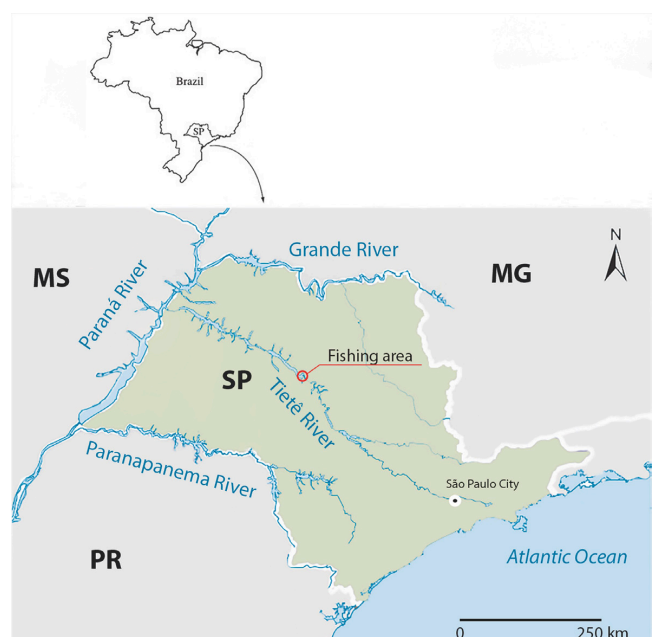 Brazil
SP
N
Grande River
MS
MG
Paraná River
Fishing area
SP
Tietê River
Paranapanema River
São Paulo City
PR
Atlantic Ocean
0
250 km